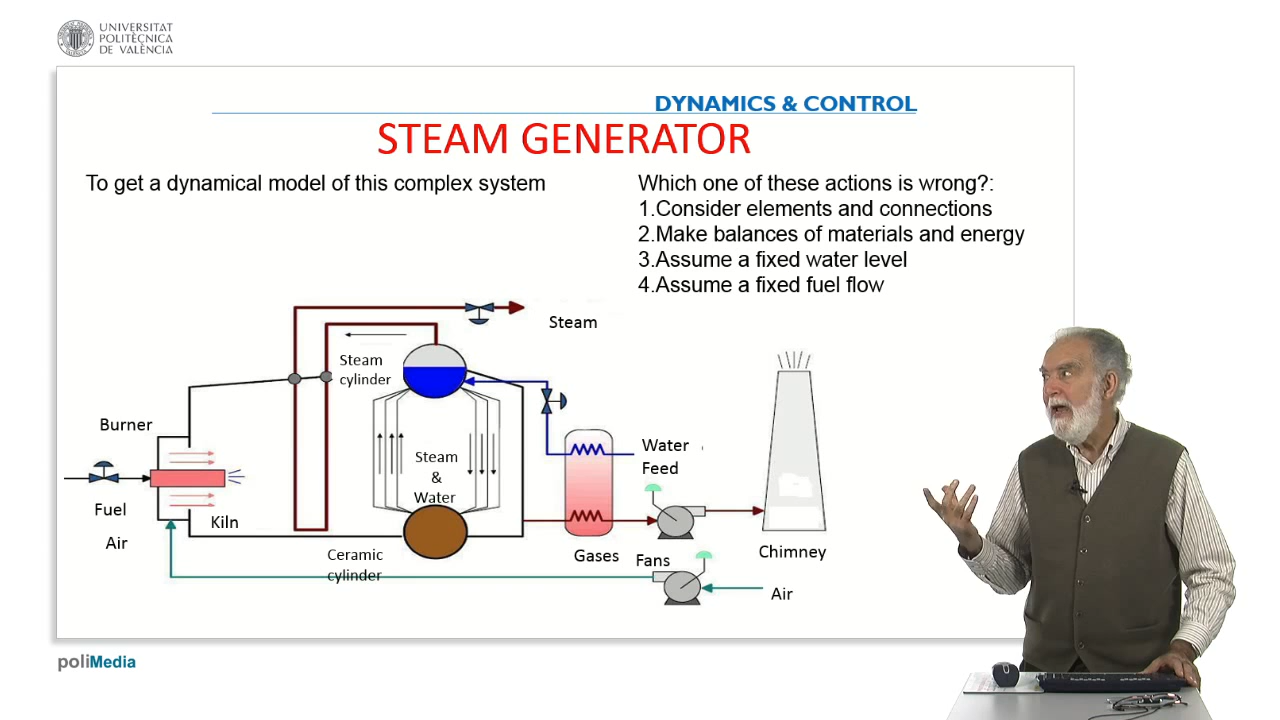 UNIVERSITAT
POLITÈCNICA
DE VALÈNCIA
DYNAMICS & CONTROL
STEAM GENERATOR
To get a dynamical model of this complex system
Which one of these actions is wrong?:
1.Consider elements and connections
2.Make balances of materials and energy
3.Assume a fixed water level
4.Assume a fixed fuel flow
Steam
Steam
cylinder
Burner
Water
Feed
Steam
&
Water
Fuel
Kiln
Air
Ceramic
cylinder
Gases
Fans
Chimney
Air
poliMedia